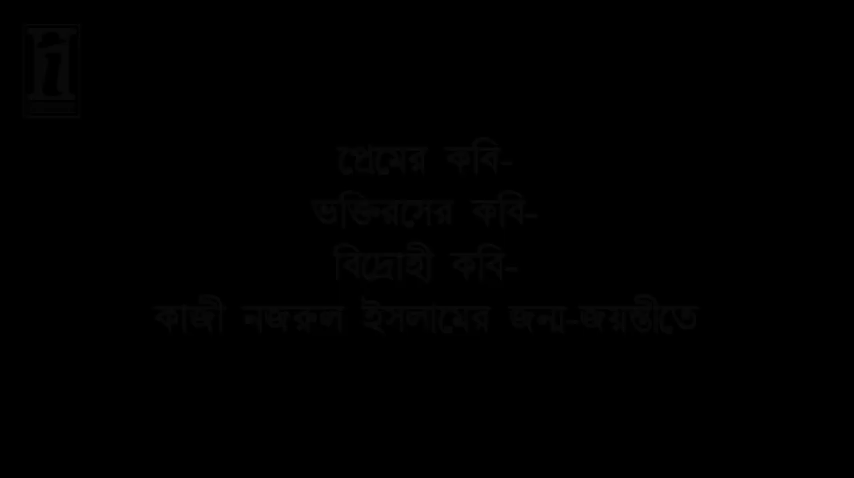 প্রেমের কবি-
ভক্তিরসের কবি-
বিদ্রোহী কবি-
কাজী নজরুল ইসলামের জন্ম-জয়ন্তীতে